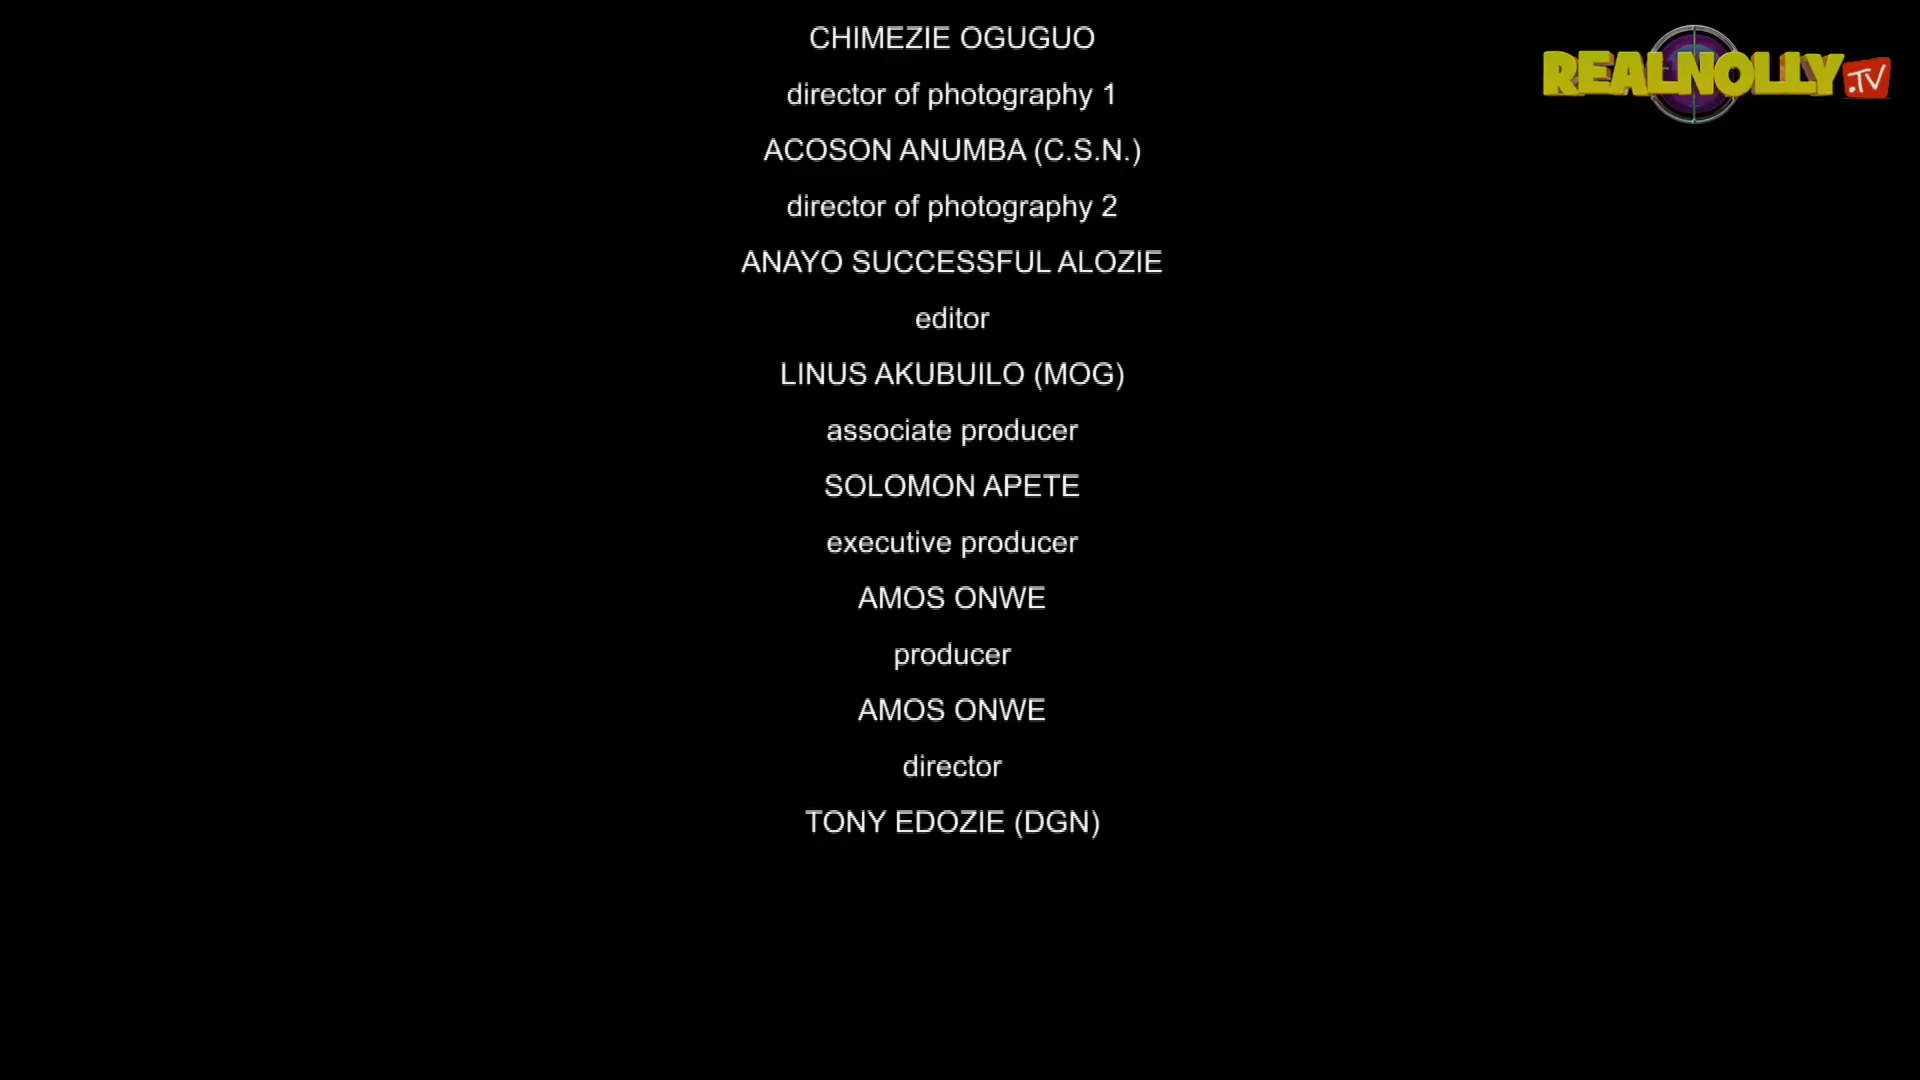 CHIMEZIE OGUGUO
REALNOLLY.TV
director of photography 1
ACOSON ANUMBA (C.S.N.)
director of photography 2
ANAYO SUCCESSFUL ALOZIE
editor
LINUS AKUBUILO (MOG)
associate producer
SOLOMON APETE
executive producer
AMOS ONWE
producer
AMOS ONWE
director
TONY EDOZIE (DGN)